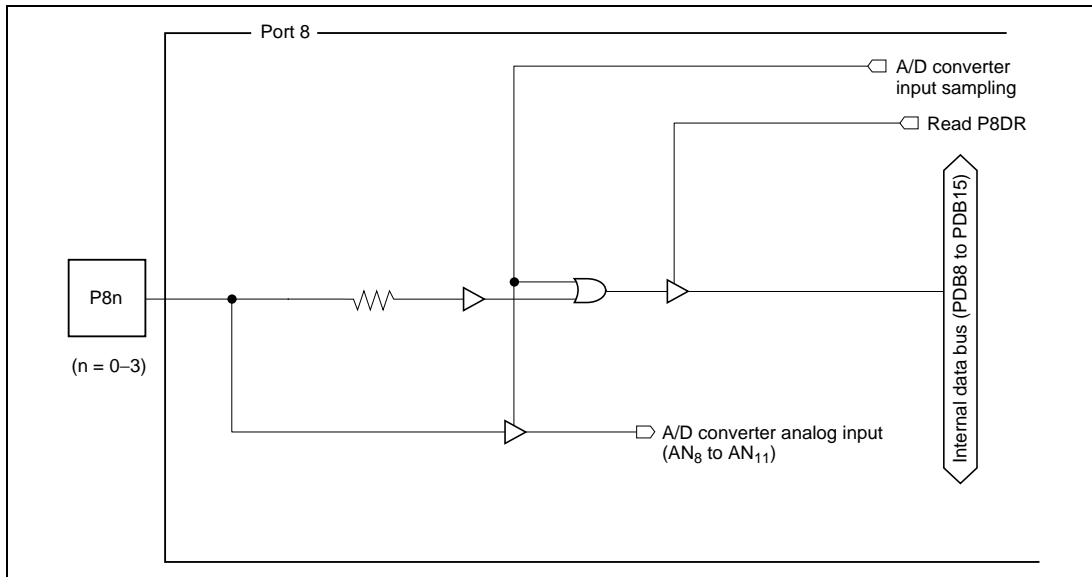 Port 8
A/D converter
input sampling
Read P8DR
P8n
(n = 0–3)
A/D converter analog input
(AN8 to AN11)
Internal data bus (PDB8 to PDB15)